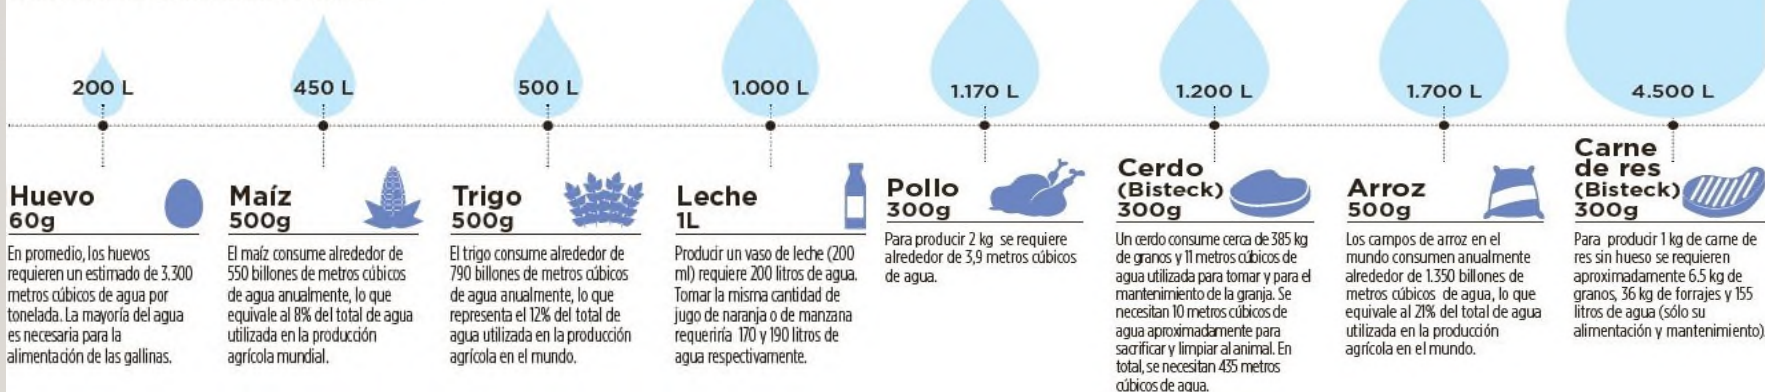 200 L
450 L
500 L
1.000 L
1.170 L
1.200 L
1.700 L
4.500 L
Huevo
60g
En promedio, los huevos
requieren un estimado de 3.300
metros cúbicos de agua por
tonelada. La mayoría del agua
es necesaria para la
alimentación de las gallinas.
Maíz
500g
El maíz consume alrededor de
550 billones de metros cúbicos
de agua anualmente, lo que
equivale al 8% del total de agua
utilizada en la producción
agrícola mundial.
Trigo
500g
El trigo consume alrededor de
790 billones de metros cúbicos
de agua anualmente, lo que
representa el 12% del total de
agua utilizada en la producción
agrícola en el mundo.
Leche
1L
Producir un vaso de leche (200
ml) requiere 200 litros de agua.
Tomar la misma cantidad de
jugo de naranja o de manzana
requeriría 170 y 190 litros de
agua respectivamente.
Pollo
300g
Para producir 2 kg se requiere
alrededor de 3,9 metros cúbicos
de agua.
Cerdo
(Bisteck)
300g
Un cerdo consume cerca de 385 kg
de granos y 11 metros cúbicos de
agua utilizada para tomar y para el
mantenimiento de la granja. Se
necesitan 10 metros cúbicos de
agua aproximadamente para
sacrificar y limpiar al animal. En
total, se necesitan 435 metros
cúbicos de agua.
Arroz
500g
Los campos de arroz en el
mundo consumen anualmente
alrededor de 1.350 billones de
metros cúbicos de agua, lo que
equivale al 21% del total de agua
utilizada en la producción
agrícola en el mundo.
Carne
de res
(Bisteck)
300g
Para producir 1 kg de carne de
res sin hueso se requieren
aproximadamente 6.5 kg de
granos, 36 kg de forrajes y 155
litros de agua (sólo su
alimentación y mantenimiento)